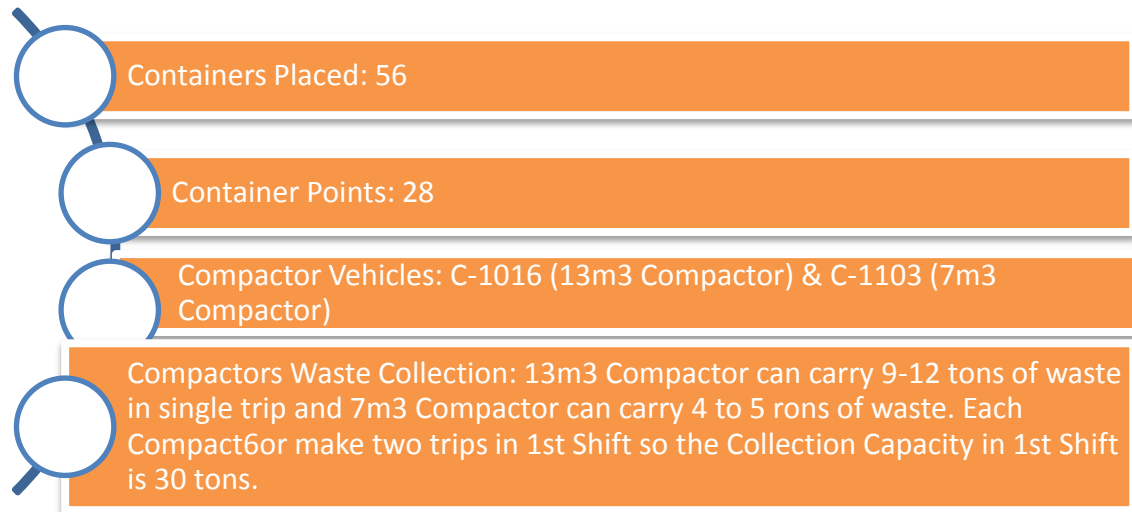 Containers Placed: 56
Container Points: 28
Compactor Vehicles: C-1016 (13m3 Compactor) & C-1103 (7m3
Compactor)
Compactors Waste Collection: 13m3 Compactor can carry 9-12 tons of waste
in single trip and 7m3 Compactor can carry 4 to 5 rons of waste. Each
Compact6or make two trips in 1st Shift so the Collection Capacity in 1st Shift
is 30 tons.